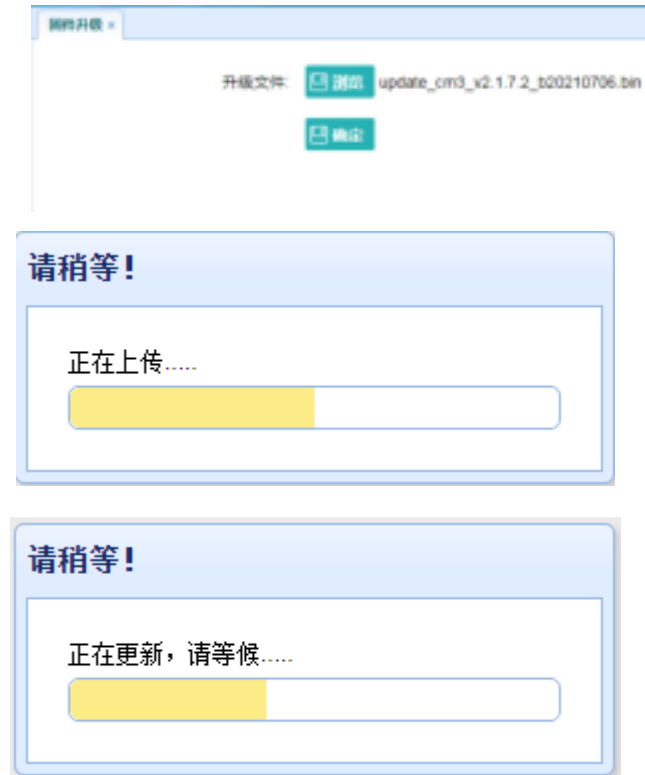 固件升级 ×
升级文件: 浏览 update_cm3_v2.1.7.2_b20210706.bin
确定
请稍等!
正在上传.....
请稍等!
正在更新，请等候.....